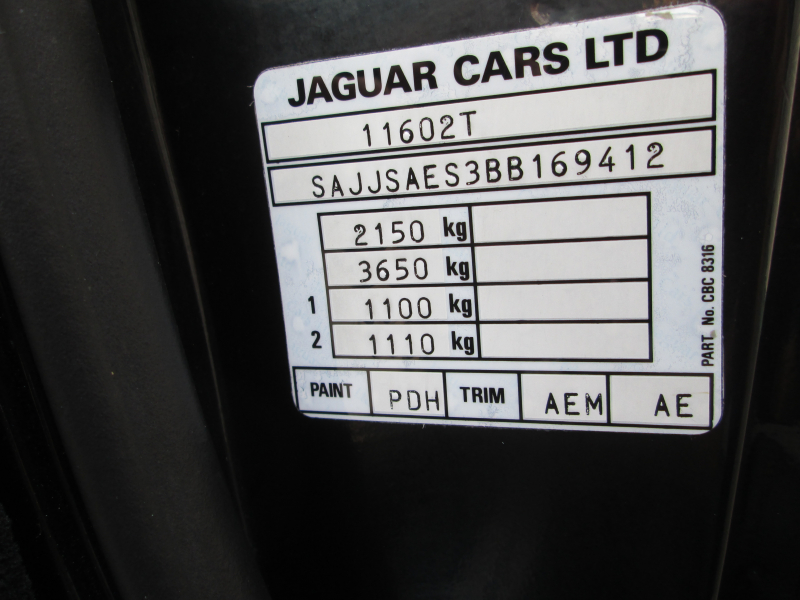 JAGUAR CARS LTD
11602T
SAJJSAES3BB169412
2150 kg
3650 kg
1 1100 kg
2 1110 kg
PAINT PDH TRIM AEM AE
PART. No. CBC 8316